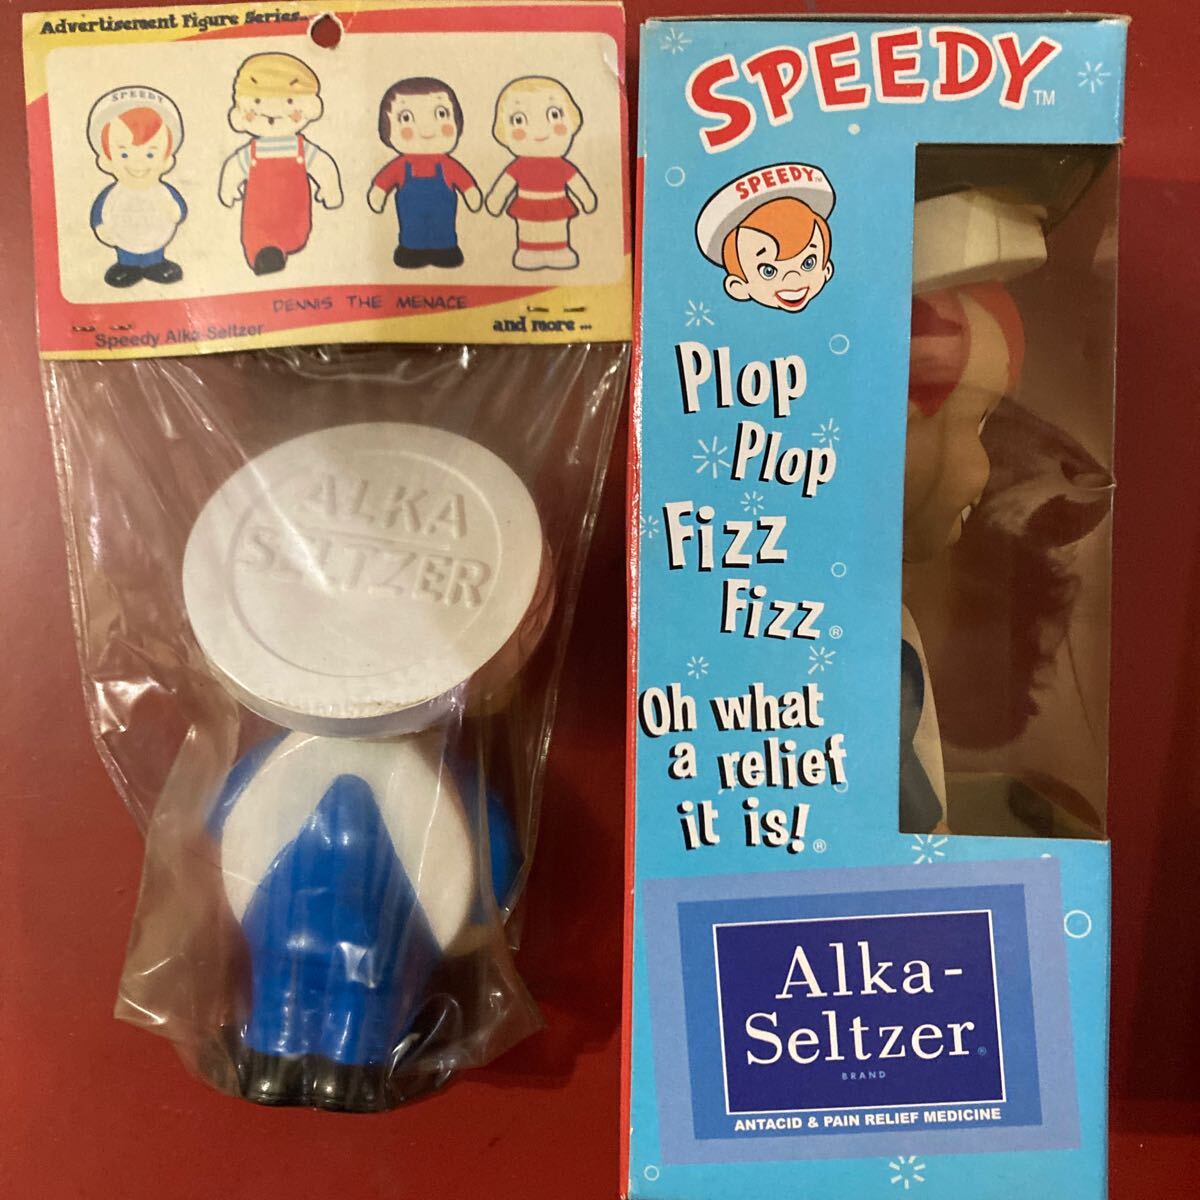 Advertisement Figure Series...
SPEEDY
DENNIS THE MENACE
Speedy Alka-Seltzer
and more ...
ALKA
SELTZER
SPEEDY TM
SPEEDY TM
Plop
Plop
Fizz
Fizz ®
Oh what
a relief
it is! ®
Alka-
Seltzer ®
BRAND
ANTACID & PAIN RELIEF MEDICINE